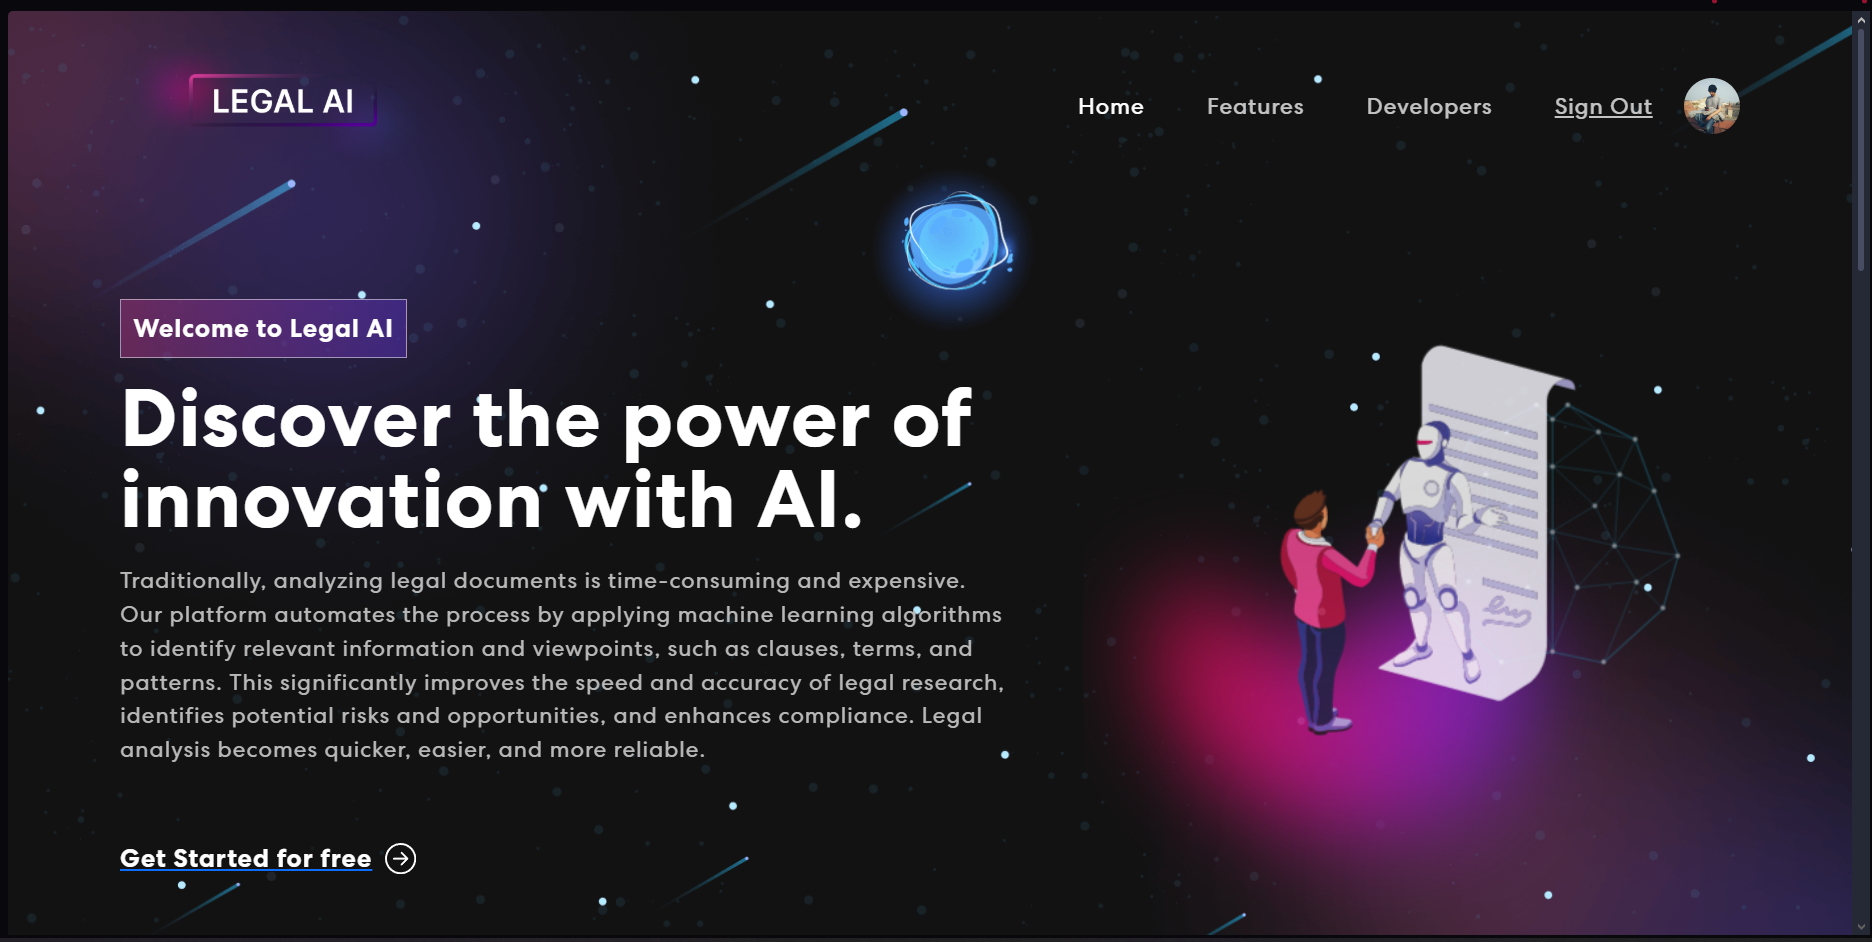 LEGAL AI
Home
Features
Developers
Sign Out
Welcome to Legal AI
Discover the power of
innovation with AI.
Traditionally, analyzing legal documents is time-consuming and expensive.
Our platform automates the process by applying machine learning algorithms
to identify relevant information and viewpoints, such as clauses, terms, and
patterns. This significantly improves the speed and accuracy of legal research,
identifies potential risks and opportunities, and enhances compliance. Legal
analysis becomes quicker, easier, and more reliable.
Get Started for free